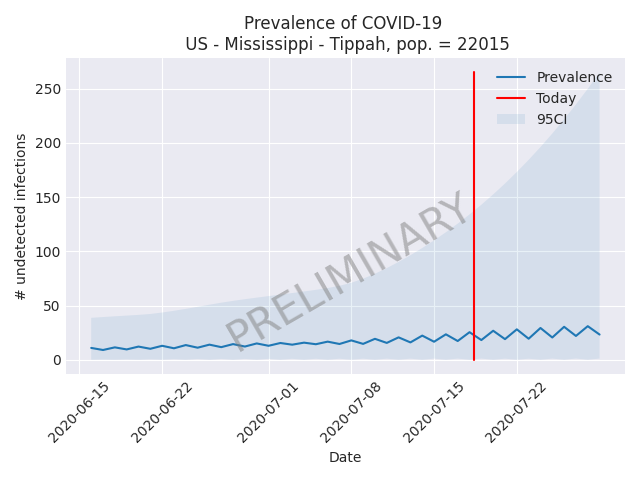 Prevalence of COVID-19
US - Mississippi - Tippah, pop. = 22015
Prevalence
Today
95CI
250
200
150
100
50
0
# undetected infections
PRELIMINARY
2020-06-15
2020-06-22
2020-07-01
2020-07-08
2020-07-15
2020-07-22
Date